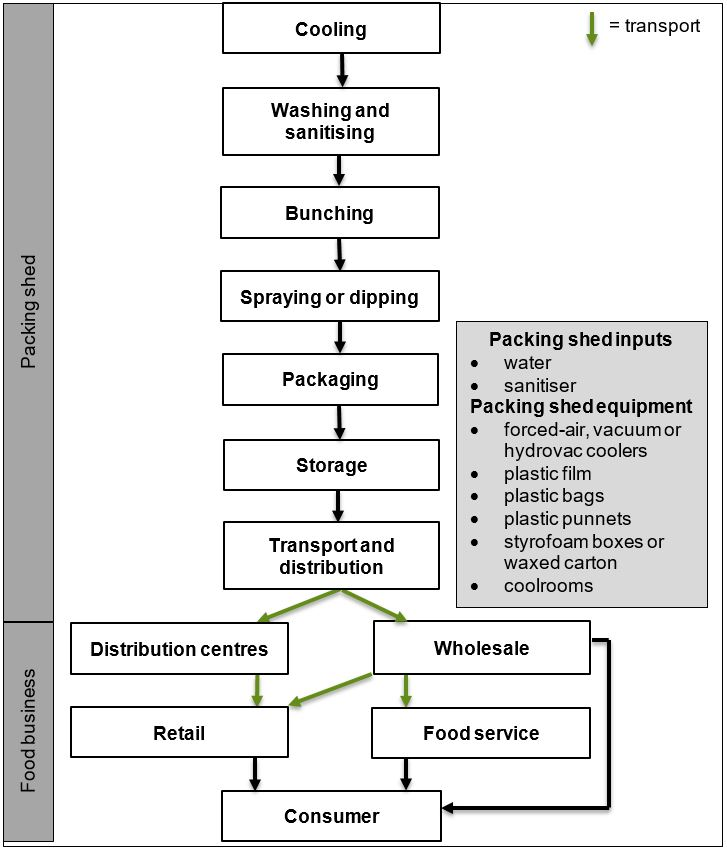 Cooling
= transport
Washing and
sanitising
Bunching
Spraying or dipping
Packaging
Storage
Transport and
distribution
Packing shed
Packing shed inputs
• water
• sanitiser
Packing shed equipment
• forced-air, vacuum or
hydrovac coolers
• plastic film
• plastic bags
• plastic punnets
• styrofoam boxes or
waxed carton
• coolrooms
Food business
Distribution centres
Wholesale
Retail
Food service
Consumer